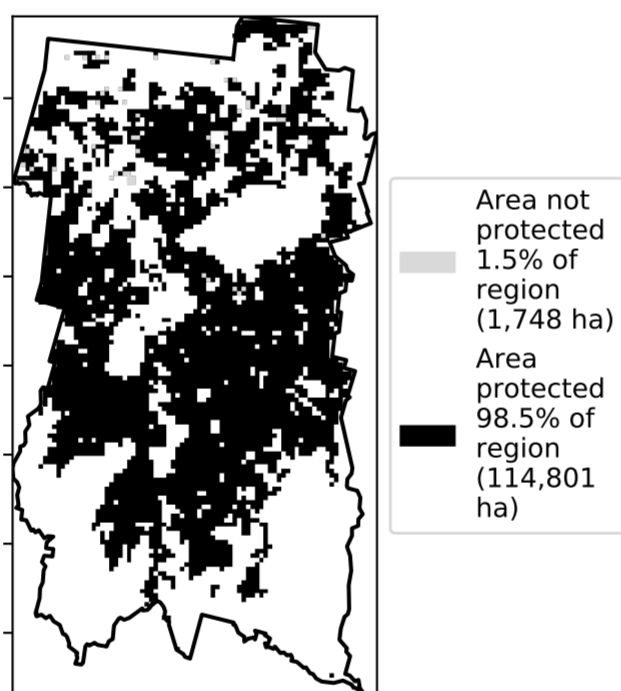 Area not
protected
1.5% of
region
(1,748 ha)
Area
protected
98.5% of
region
(114,801
ha)